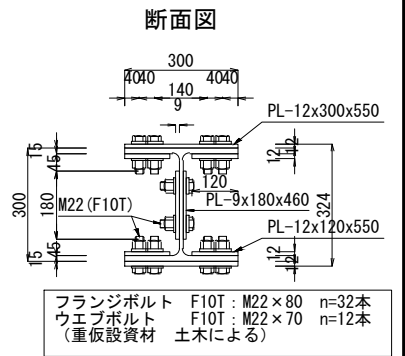 断面図
300
40 40
140
40 40
9
PL-12x300x550
15
45
12
12
300
180
120
PL-9x180x460
M22(F10T)
324
PL-12x120x550
45
15
12
12
フランジボルト F10T：M22×80 n=32本
ウエブボルト F10T：M22×70 n=12本
（重仮設資材 土木による）